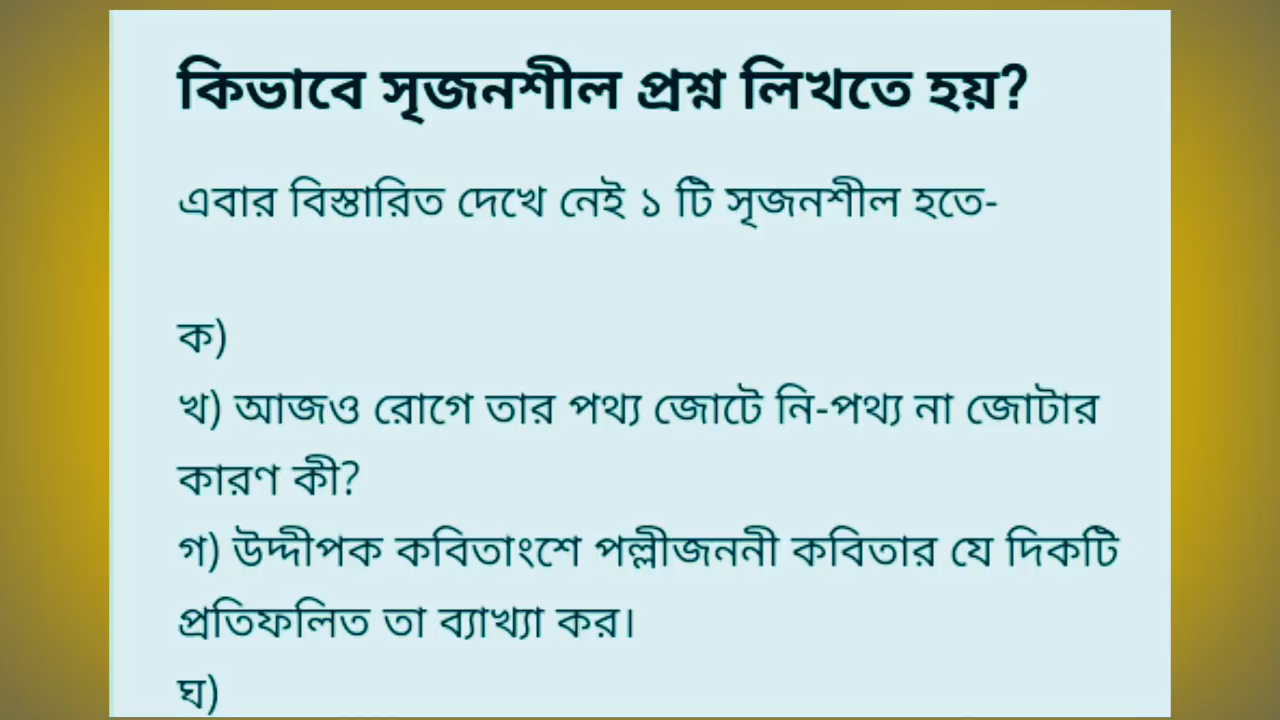 কিভাবে সৃজনশীল প্রশ্ন লিখতে হয়?
এবার বিস্তারিত দেখে নেই ১ টি সৃজনশীল হতে-
ক)
খ) আজও রোগে তার পথ্য জোটে নি-পথ্য না জোটার
কারণ কী?
গ) উদ্দীপক কবিতাংশে পল্লীজননী কবিতার যে দিকটি
প্রতিফলিত তা ব্যাখ্যা কর।
ঘ)